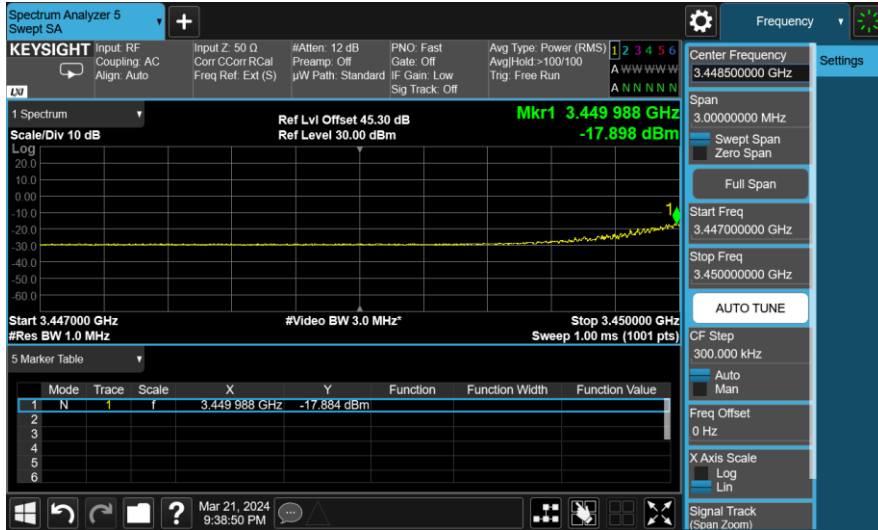 Spectrum Analyzer 5
Swept SA
+
Frequency
KEYSIGHT
LXI
Input: RF
Coupling: AC
Align: Auto
Input Z: 50 Ω
Corr CCorr RCal
Freq Ref: Ext (S)
#Atten: 12 dB
Preamp: Off
µW Path: Standard
PNO: Fast
Gate: Off
IF Gain: Low
Sig Track: Off
Avg Type: Power (RMS)
Avg|Hold:>100/100
Trig: Free Run
1 2 3 4 5 6
A W W W W W
A N N N N N
1 Spectrum
Scale/Div 10 dB
Ref Lvl Offset 45.30 dB
Ref Level 30.00 dBm
Mkr1 3.449 988 GHz
-17.898 dBm
Log
20.0
10.0
0.00
-10.0
-20.0
-30.0
-40.0
-50.0
-60.0
1
Start 3.447000 GHz
#Res BW 1.0 MHz
#Video BW 3.0 MHz*
Stop 3.450000 GHz
Sweep 1.00 ms (1001 pts)
5 Marker Table
Mode Trace Scale X Y Function Function Width Function Value
1 N 1 f 3.449 988 GHz -17.884 dBm
2
3
4
5
6
Center Frequency
3.448500000 GHz
Settings
Span
3.00000000 MHz
Swept Span
Zero Span
Full Span
Start Freq
3.447000000 GHz
Stop Freq
3.450000000 GHz
AUTO TUNE
CF Step
300.000 kHz
Auto
Man
Freq Offset
0 Hz
X Axis Scale
Log
Lin
Signal Track
(Span Zoom)
?
Mar 21, 2024
9:38:50 PM